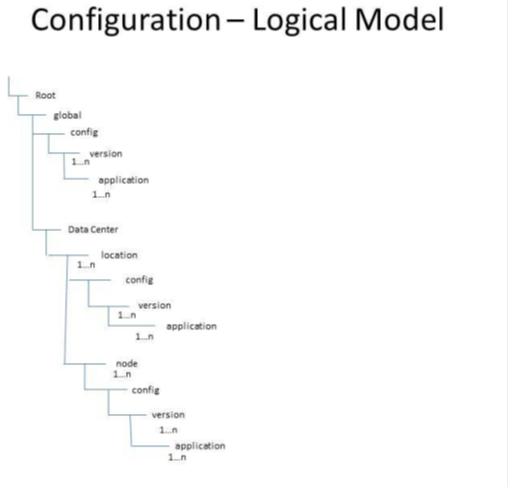 Configuration – Logical Model
Root
global
config
version
1...n
application
1...n
Data Center
location
1...n
config
version
1...n
application
1...n
node
1...n
config
version
1...n
application
1...n